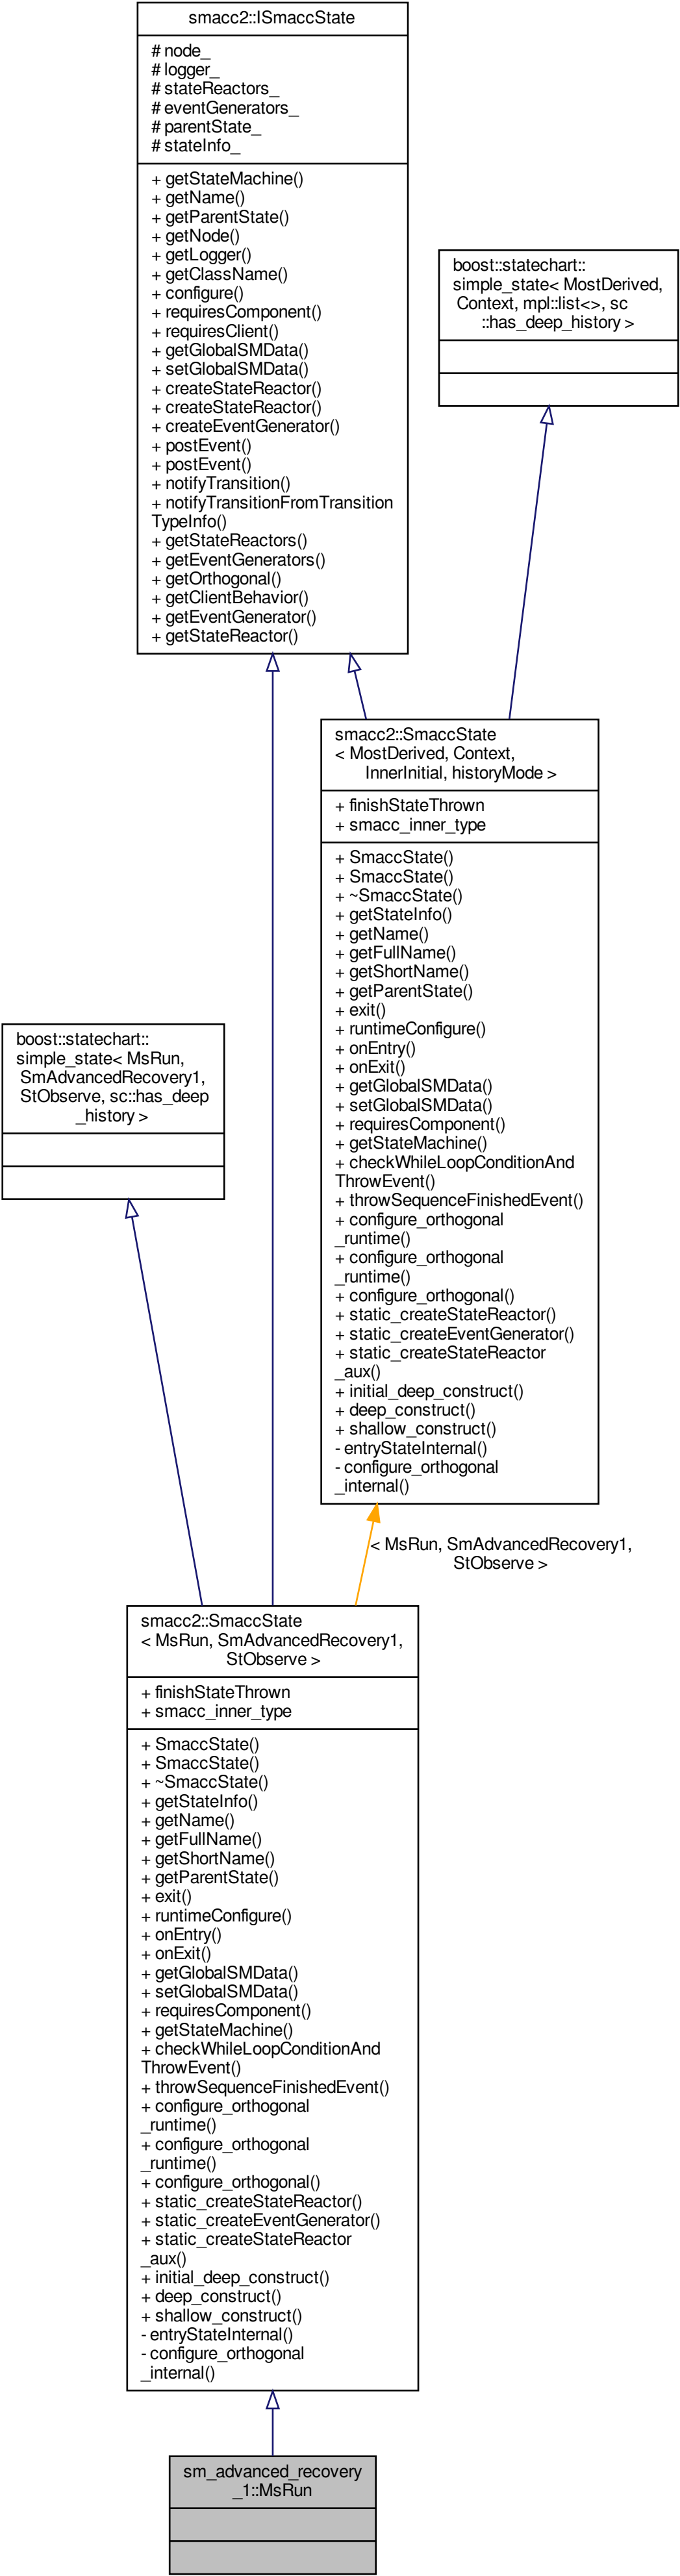 smacc2::ISmaccState
# node_
# logger_
# stateReactors_
# eventGenerators_
# parentState_
# stateInfo_
+ getStateMachine()
+ getName()
+ getParentState()
+ getNode()
+ getLogger()
+ getClassName()
+ configure()
+ requiresComponent()
+ requiresClient()
+ getGlobalSMData()
+ setGlobalSMData()
+ createStateReactor()
+ createStateReactor()
+ createEventGenerator()
+ postEvent()
+ postEvent()
+ notifyTransition()
+ notifyTransitionFromTransition
TypeInfo()
+ getStateReactors()
+ getEventGenerators()
+ getOrthogonal()
+ getClientBehavior()
+ getEventGenerator()
+ getStateReactor()
boost::statechart::
simple_state< MostDerived,
Context, mpl::list<>, sc
::has_deep_history >
smacc2::SmaccState
< MostDerived, Context,
InnerInitial, historyMode >
+ finishStateThrown
+ smacc_inner_type
+ SmaccState()
+ SmaccState()
+ ~SmaccState()
+ getStateInfo()
+ getName()
+ getFullName()
+ getShortName()
+ getParentState()
+ exit()
+ runtimeConfigure()
+ onEntry()
+ onExit()
+ getGlobalSMData()
+ setGlobalSMData()
+ requiresComponent()
+ getStateMachine()
+ checkWhileLoopConditionAnd
ThrowEvent()
+ throwSequenceFinishedEvent()
+ configure_orthogonal
_runtime()
+ configure_orthogonal
_runtime()
+ configure_orthogonal()
+ static_createStateReactor()
+ static_createEventGenerator()
+ static_createStateReactor
_aux()
+ initial_deep_construct()
+ deep_construct()
+ shallow_construct()
- entryStateInternal()
- configure_orthogonal
_internal()
boost::statechart::
simple_state< MsRun,
SmAdvancedRecovery1,
StObserve, sc::has_deep
_history >
< MsRun, SmAdvancedRecovery1,
StObserve >
smacc2::SmaccState
< MsRun, SmAdvancedRecovery1,
StObserve >
+ finishStateThrown
+ smacc_inner_type
+ SmaccState()
+ SmaccState()
+ ~SmaccState()
+ getStateInfo()
+ getName()
+ getFullName()
+ getShortName()
+ getParentState()
+ exit()
+ runtimeConfigure()
+ onEntry()
+ onExit()
+ getGlobalSMData()
+ setGlobalSMData()
+ requiresComponent()
+ getStateMachine()
+ checkWhileLoopConditionAnd
ThrowEvent()
+ throwSequenceFinishedEvent()
+ configure_orthogonal
_runtime()
+ configure_orthogonal
_runtime()
+ configure_orthogonal()
+ static_createStateReactor()
+ static_createEventGenerator()
+ static_createStateReactor
_aux()
+ initial_deep_construct()
+ deep_construct()
+ shallow_construct()
- entryStateInternal()
- configure_orthogonal
_internal()
sm_advanced_recovery
_1::MsRun